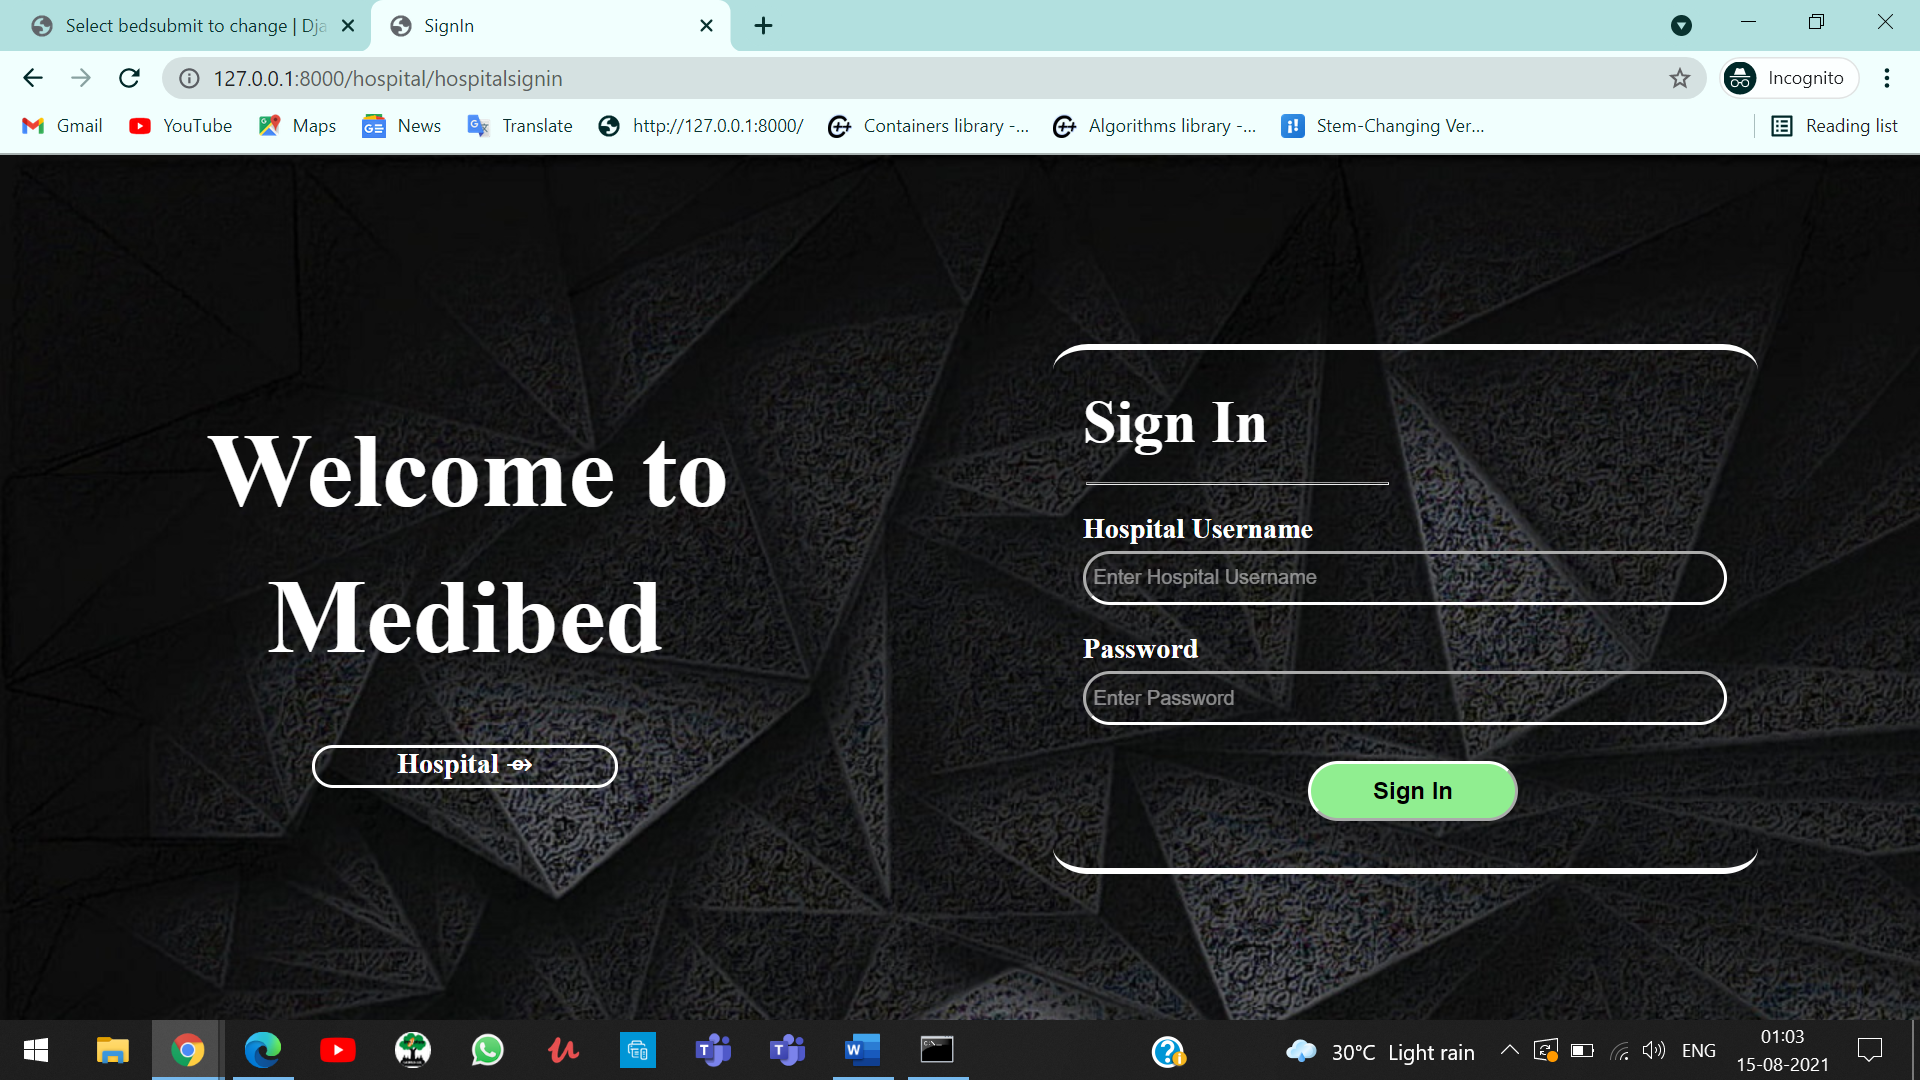 Select bedsubmit to change | Dja
SignIn
127.0.0.1:8000/hospital/hospitalsignin
Incognito
Gmail
YouTube
Maps
News
Translate
http://127.0.0.1:8000/
Containers library -...
Algorithms library -...
Stem-Changing Ver...
Reading list
Welcome to
Medibed
Hospital ⇴
Sign In
Hospital Username
Enter Hospital Username
Password
Enter Password
Sign In
30°C Light rain
ENG
01:03
15-08-2021